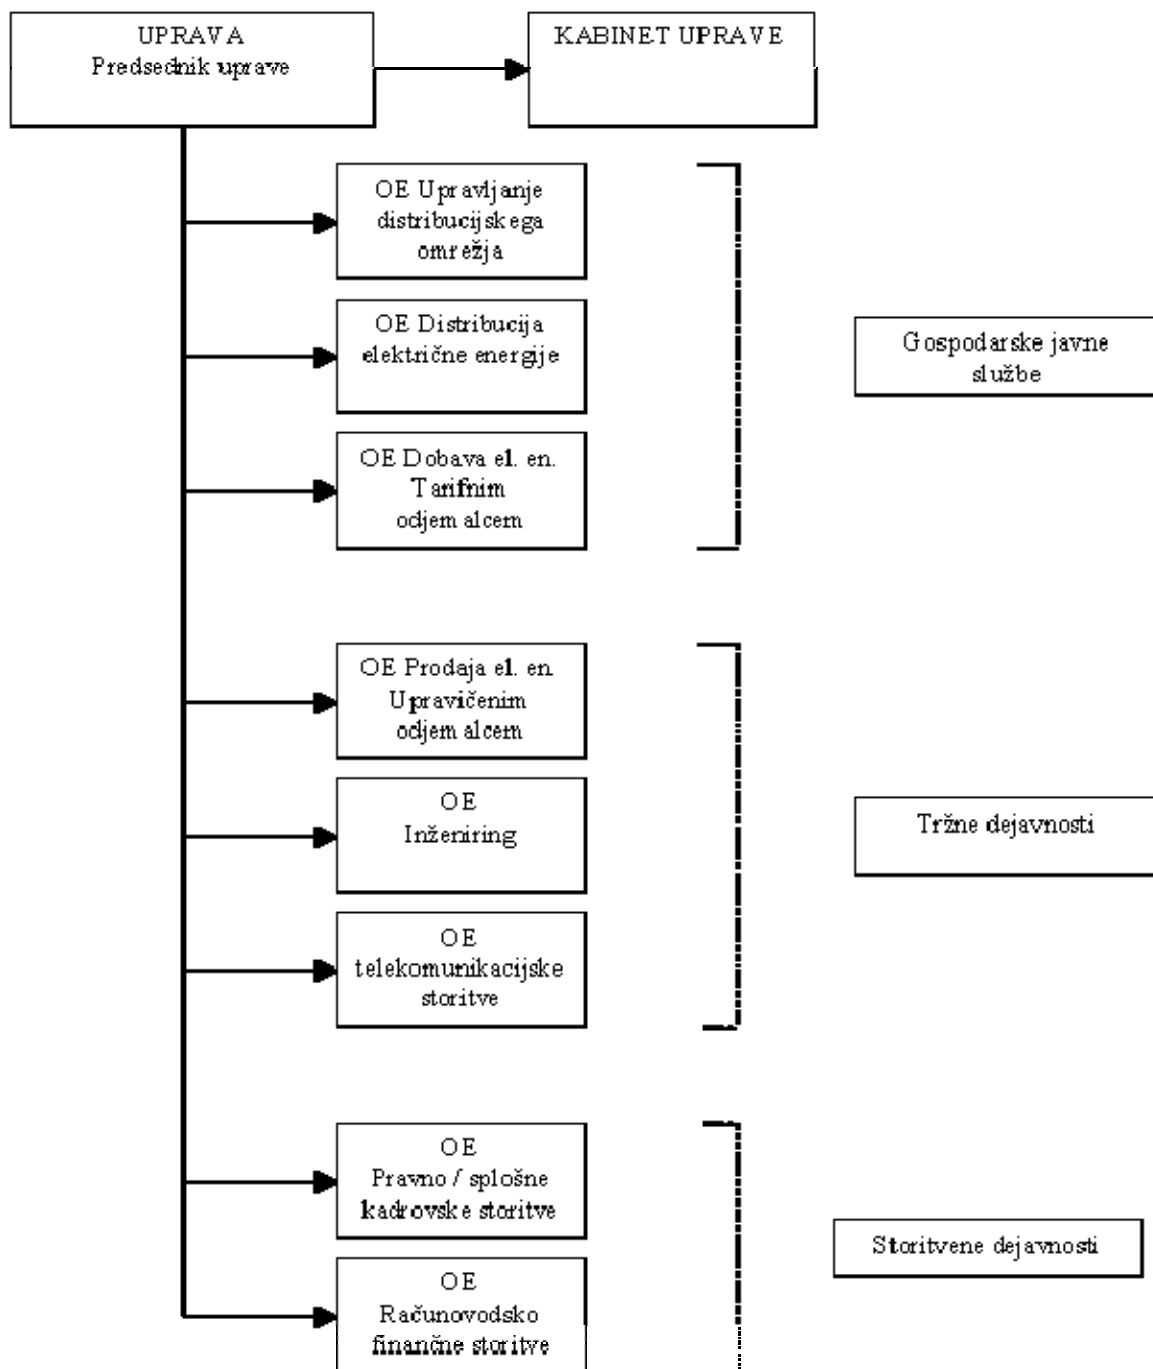 UPRAVA
Predsednik uprave
KABINET UPRAVE
OE Upravljanje
distribucijskega
omrežja
OE Distribucija
električne energije
Gospodarske javne
službe
OE Dobava el. en.
Tarifnim
odjemalcem
OE Prodaja el. en.
Upravičenim
odjemalcem
OE
Inženiring
Tržne dejavnosti
OE
telekomunikacijske
storitve
OE
Pravno / splošne
kadrovske storitve
Storitvene dejavnosti
OE
Računovodsko
finančne storitve